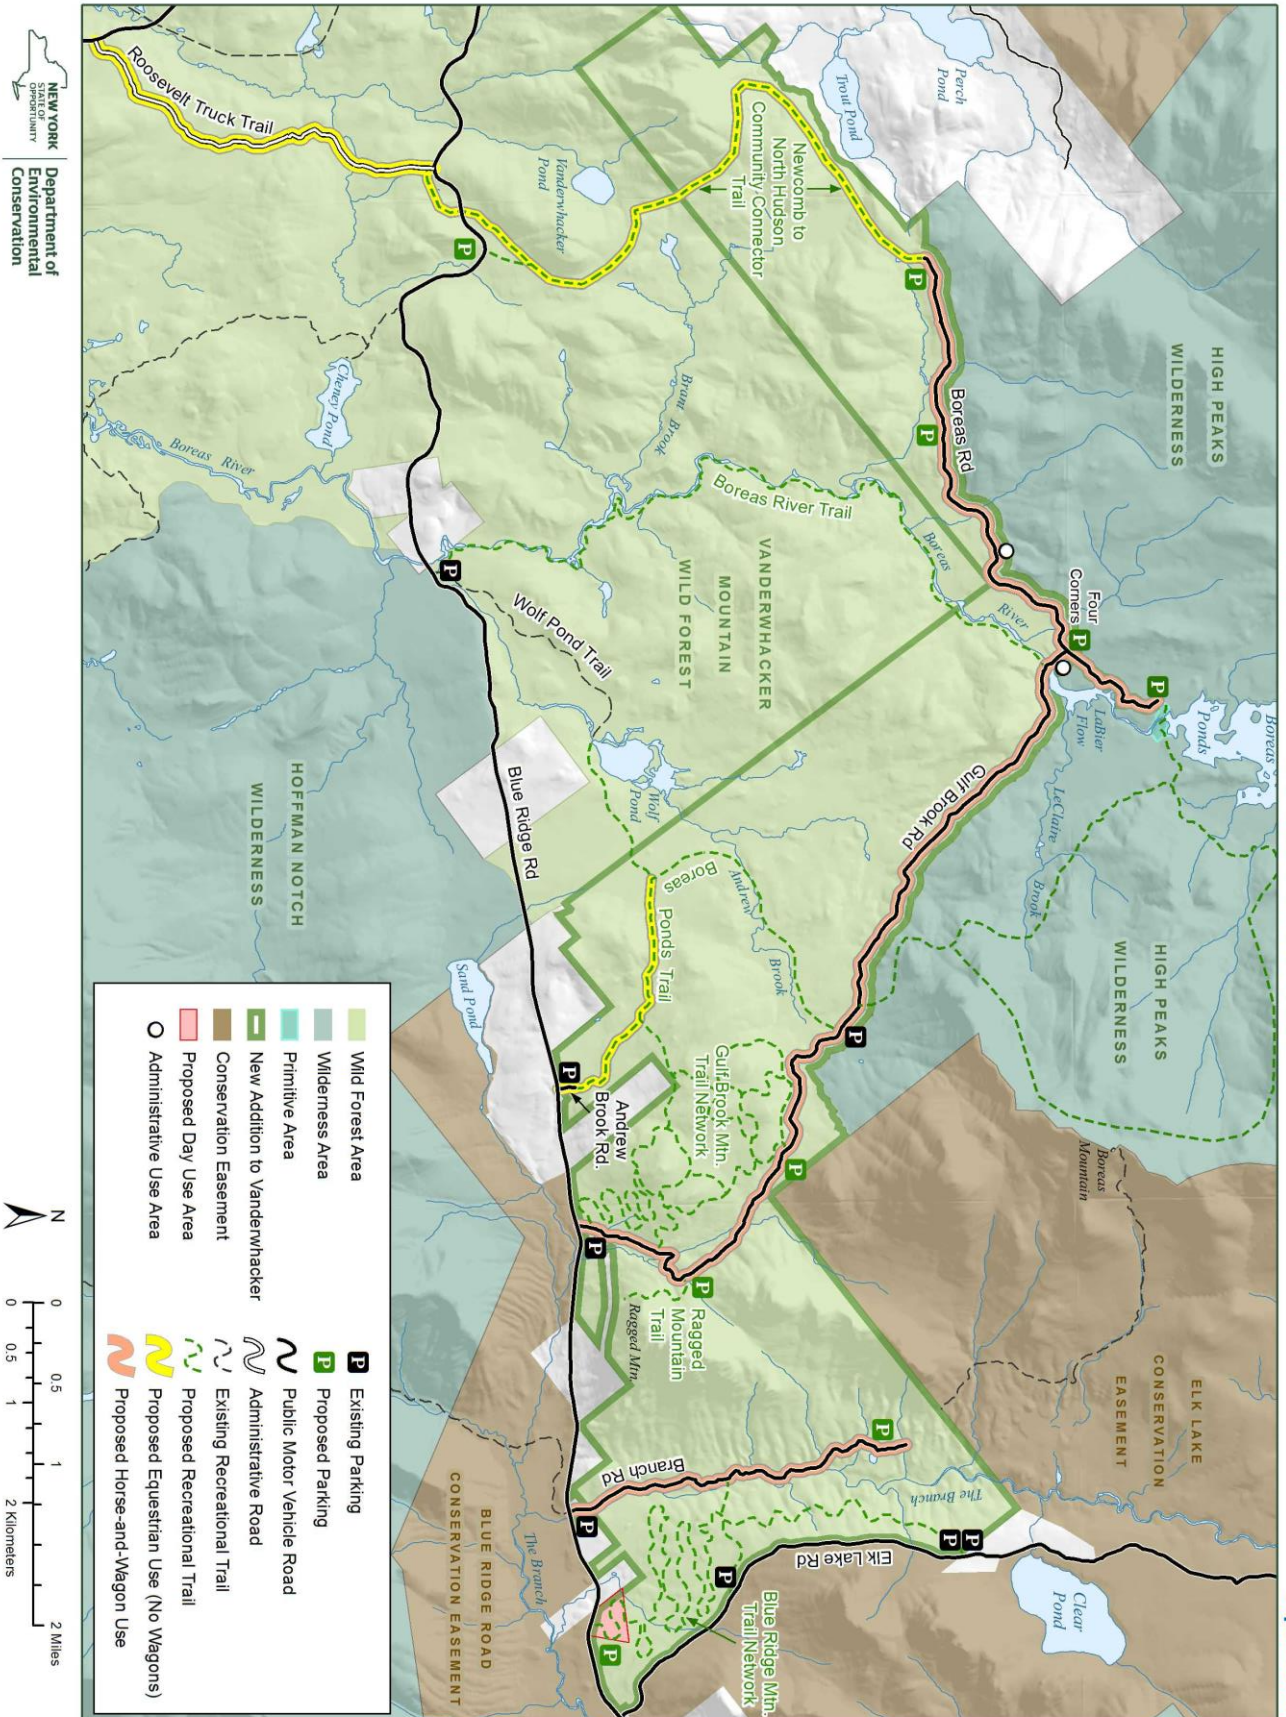 Perch
Pond
Trout Pond
HIGH PEAKS
WILDERNESS
Boreas
Ponds
HIGH PEAKS
WILDERNESS
Boreas
Mountain
ELK LAKE
CONSERVATION
EASEMENT
Clear
Pond
Newcomb to
North Hudson
Community Connector
Trail
P
Boreas Rd
P
Four
Corners
P
P
LaBier
Flow
LeClaire
Brook
Gulf Brook Rd
P
P
P
P
The Branch
Elk Lake Rd
P
Vanderwhacker
Pond
Brant Brook
Boreas River Trail
Boreas
River
VANDERWHACKER
MOUNTAIN
WILD FOREST
Wolf
Pond
Boreas
Ponds Trail
Andrew
Brook
Gulf Brook Mtn.
Trail Network
P
Ragged
Mountain
Trail
Ragged Mtn.
Branch Rd
P
Blue Ridge Mtn.
Trail Network
Roosevelt Truck Trail
P
Cheney Pond
Boreas River
P
Wolf Pond Trail
Blue Ridge Rd
P
Andrew
Brook Rd.
P
P
P
HOFFMAN NOTCH
WILDERNESS
Sand Pond
The Branch
BLUE RIDGE ROAD
CONSERVATION EASEMENT
Wild Forest Area
Wilderness Area
Primitive Area
New Addition to Vanderwhacker
Conservation Easement
Proposed Day Use Area
Administrative Use Area
P Existing Parking
P Proposed Parking
Public Motor Vehicle Road
Administrative Road
Existing Recreational Trail
Proposed Recreational Trail
Proposed Equestrian Use (No Wagons)
Proposed Horse-and-Wagon Use
NEW YORK
STATE OF
OPPORTUNITY
Department of
Environmental
Conservation
N
0 0.5 1 2 Miles
0 0.5 1 2 Kilometers